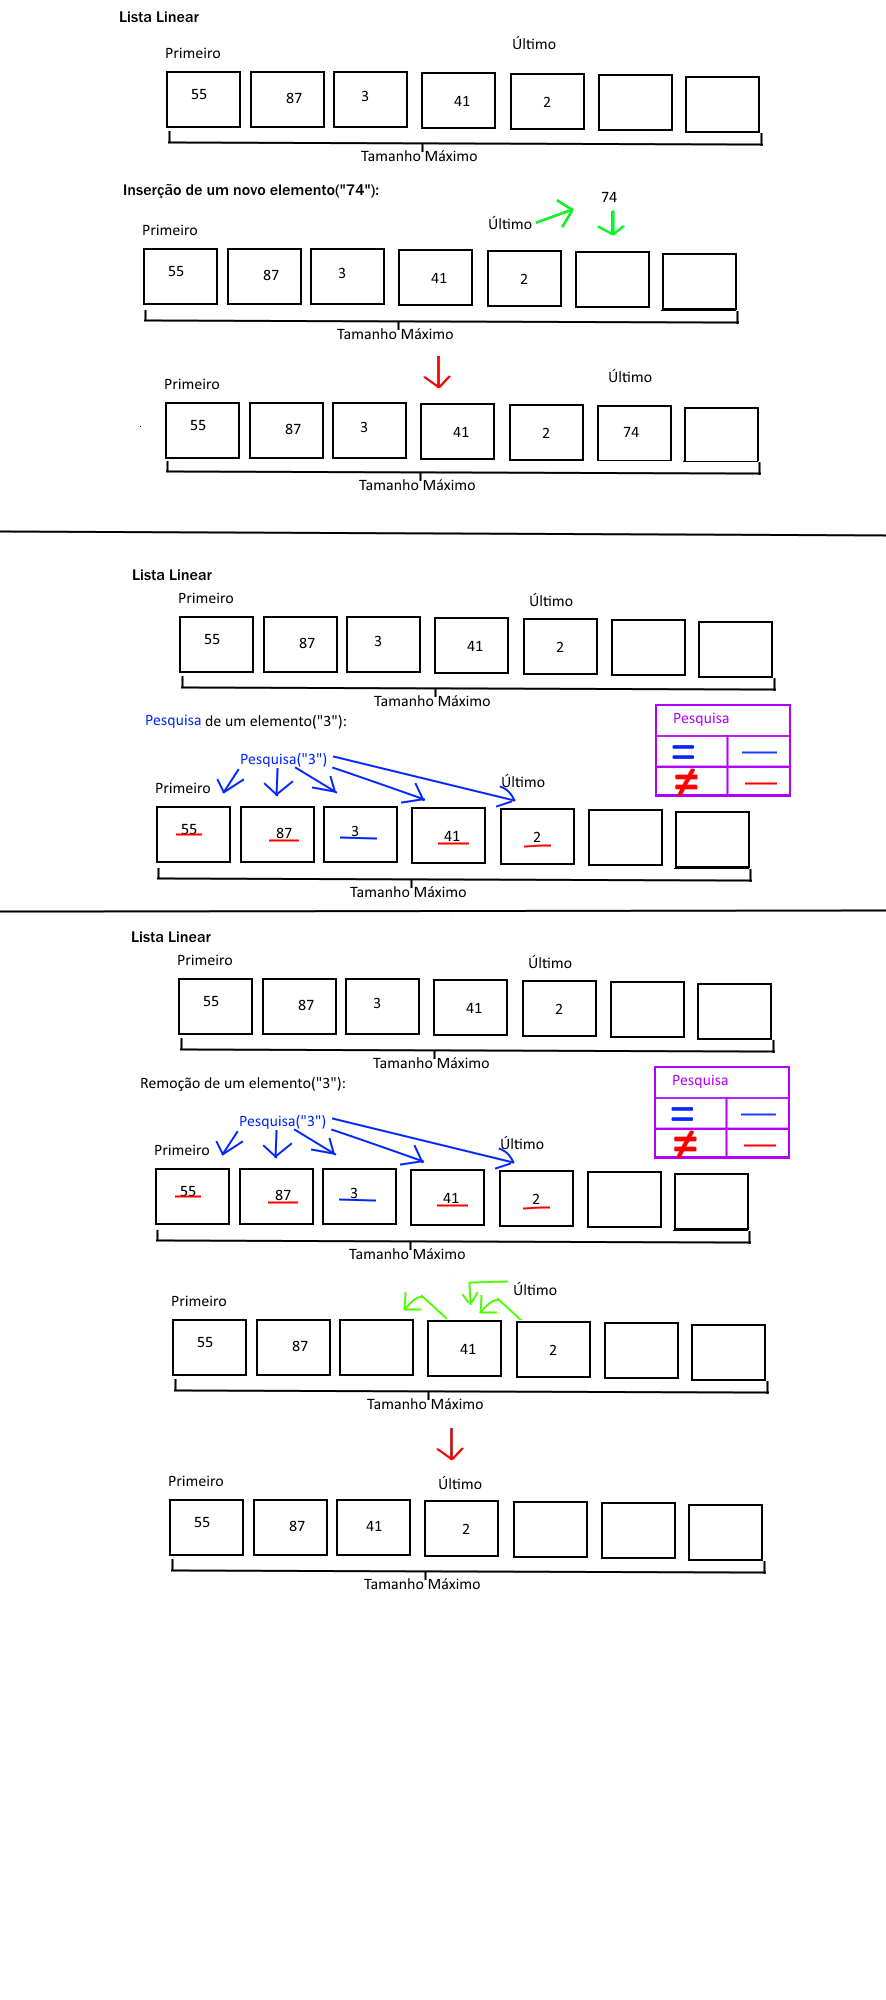 Lista Linear
Primeiro
Último
55 87 3 41 2
Tamanho Máximo
Inserção de um novo elemento("74"):
74
Último
Primeiro
55 87 3 41 2
Tamanho Máximo
Primeiro
Último
55 87 3 41 2 74
Tamanho Máximo
Lista Linear
Primeiro
Último
55 87 3 41 2
Tamanho Máximo
Pesquisa de um elemento("3"):
Pesquisa
=
≠
Pesquisa("3")
Primeiro
Último
55 87 3 41 2
Tamanho Máximo
Lista Linear
Primeiro
Último
55 87 3 41 2
Tamanho Máximo
Remoção de um elemento("3"):
Pesquisa
=
≠
Pesquisa("3")
Primeiro
Último
55 87 3 41 2
Tamanho Máximo
Último
Primeiro
55 87 41 2
Tamanho Máximo
Primeiro
Último
55 87 41 2
Tamanho Máximo